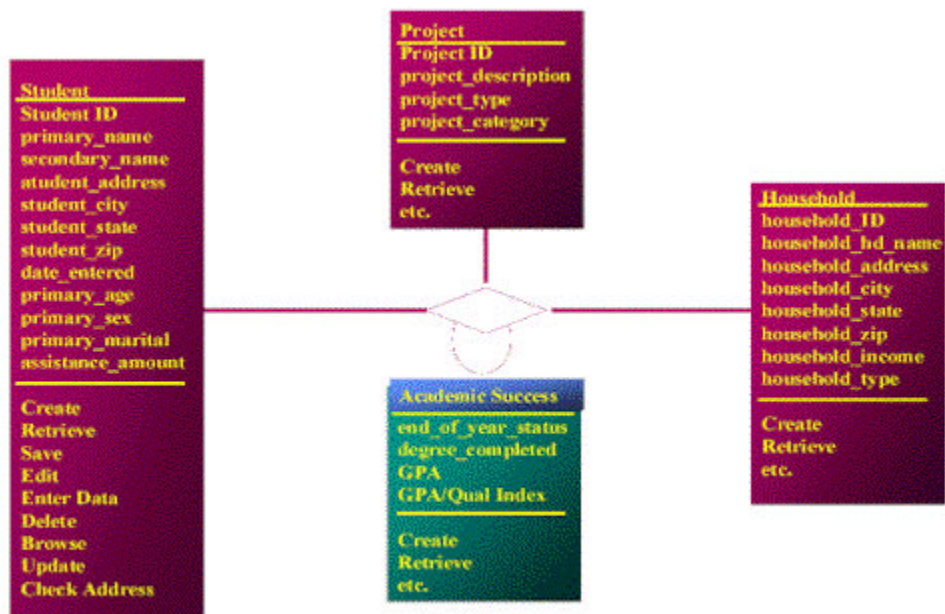 Project
Project ID
project_description
project_type
project_category
Create
Retrieve
etc.
Student
Student ID
primary_name
secondary_name
atudent_address
student_city
student_state
student_zip
date_entered
primary_age
primary_sex
primary_marital
assistance_amount
Create
Retrieve
Save
Edit
Enter Data
Delete
Browse
Update
Check Address
Household
household_ID
household_hd_name
household_address
household_city
household_state
household_zip
household_income
household_type
Create
Retrieve
etc.
Academic Success
end_of_year_status
degree_completed
GPA
GPA/Qual Index
Create
Retrieve
etc.